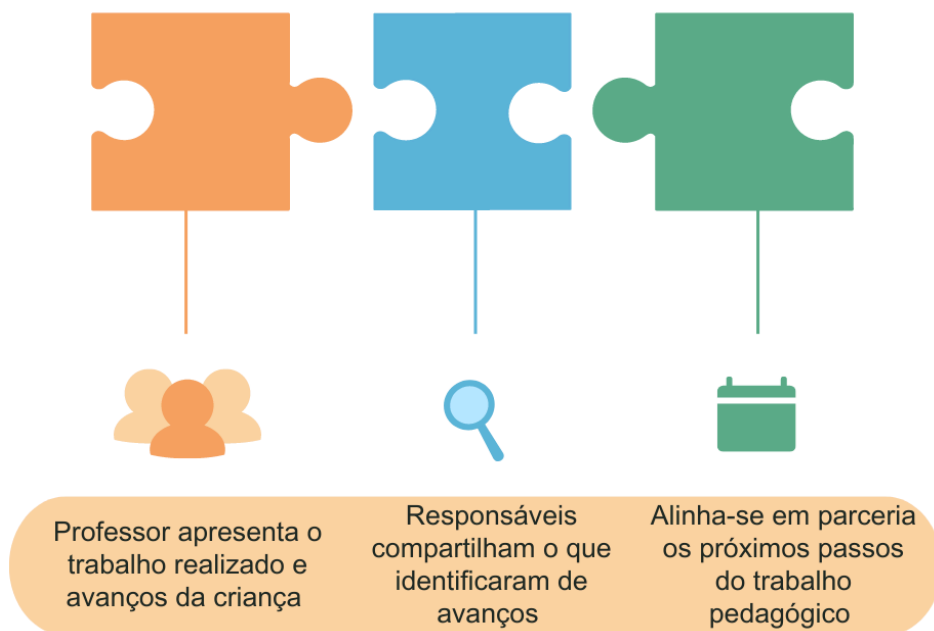 Professor apresenta o
trabalho realizado e
avanços da criança
Responsáveis
compartilham o que
identificaram de
avanços
Alinha-se em parceria
os próximos passos
do trabalho
pedagógico